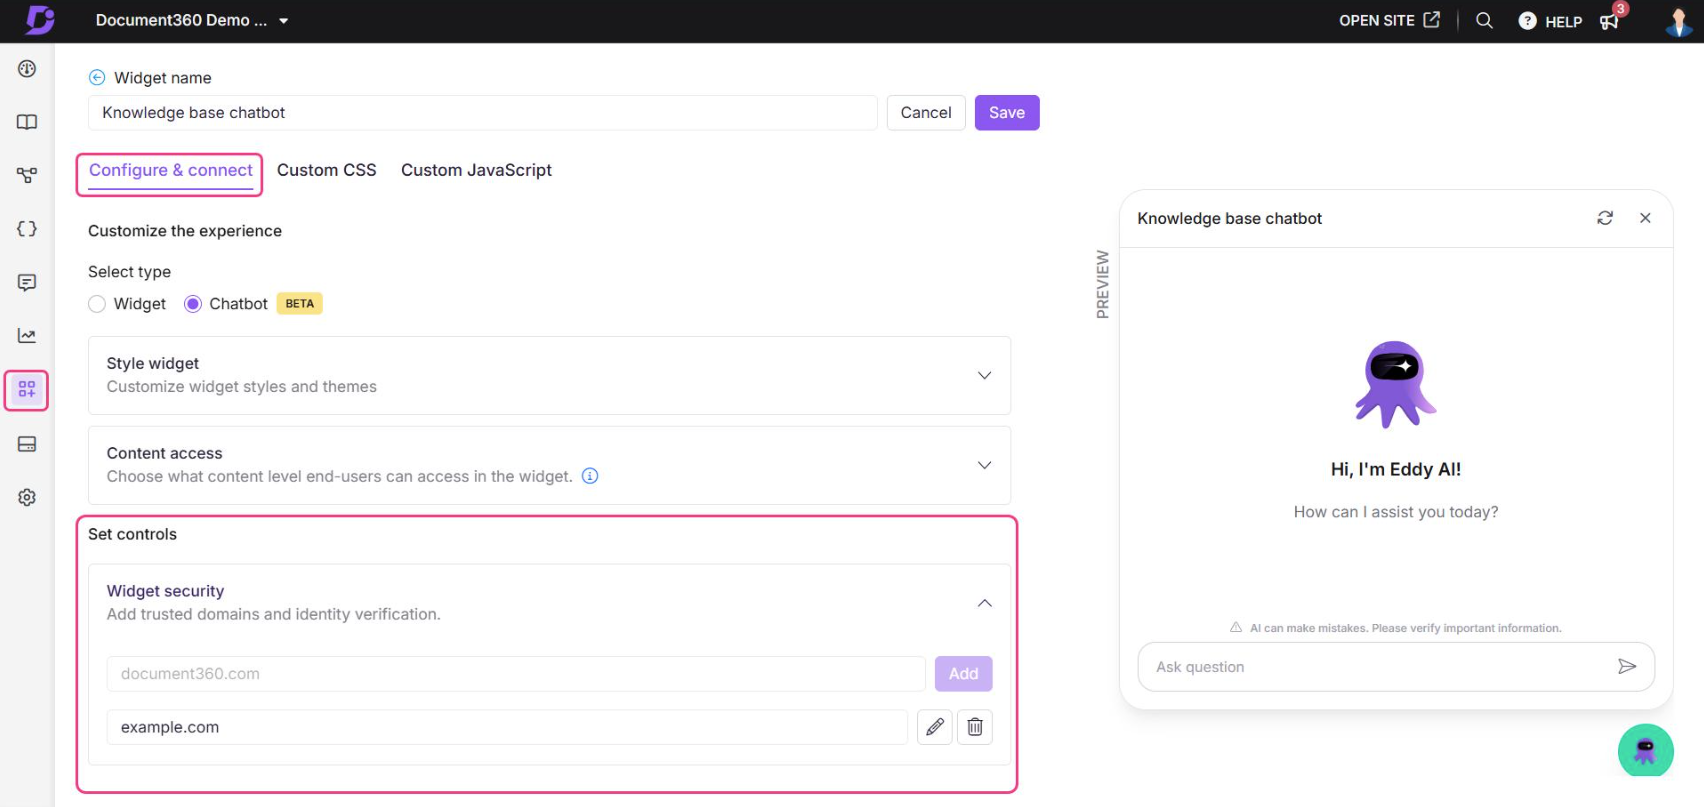 Document360 Demo ...
OPEN SITE
HELP
3
Widget name
Knowledge base chatbot
Cancel
Save
Configure & connect
Custom CSS
Custom JavaScript
Customize the experience
Select type
Widget
Chatbot
BETA
Style widget
Customize widget styles and themes
Content access
Choose what content level end-users can access in the widget.
Set controls
Widget security
Add trusted domains and identity verification.
document360.com
Add
example.com
PREVIEW
Knowledge base chatbot
Hi, I'm Eddy AI!
How can I assist you today?
AI can make mistakes. Please verify important information.
Ask question